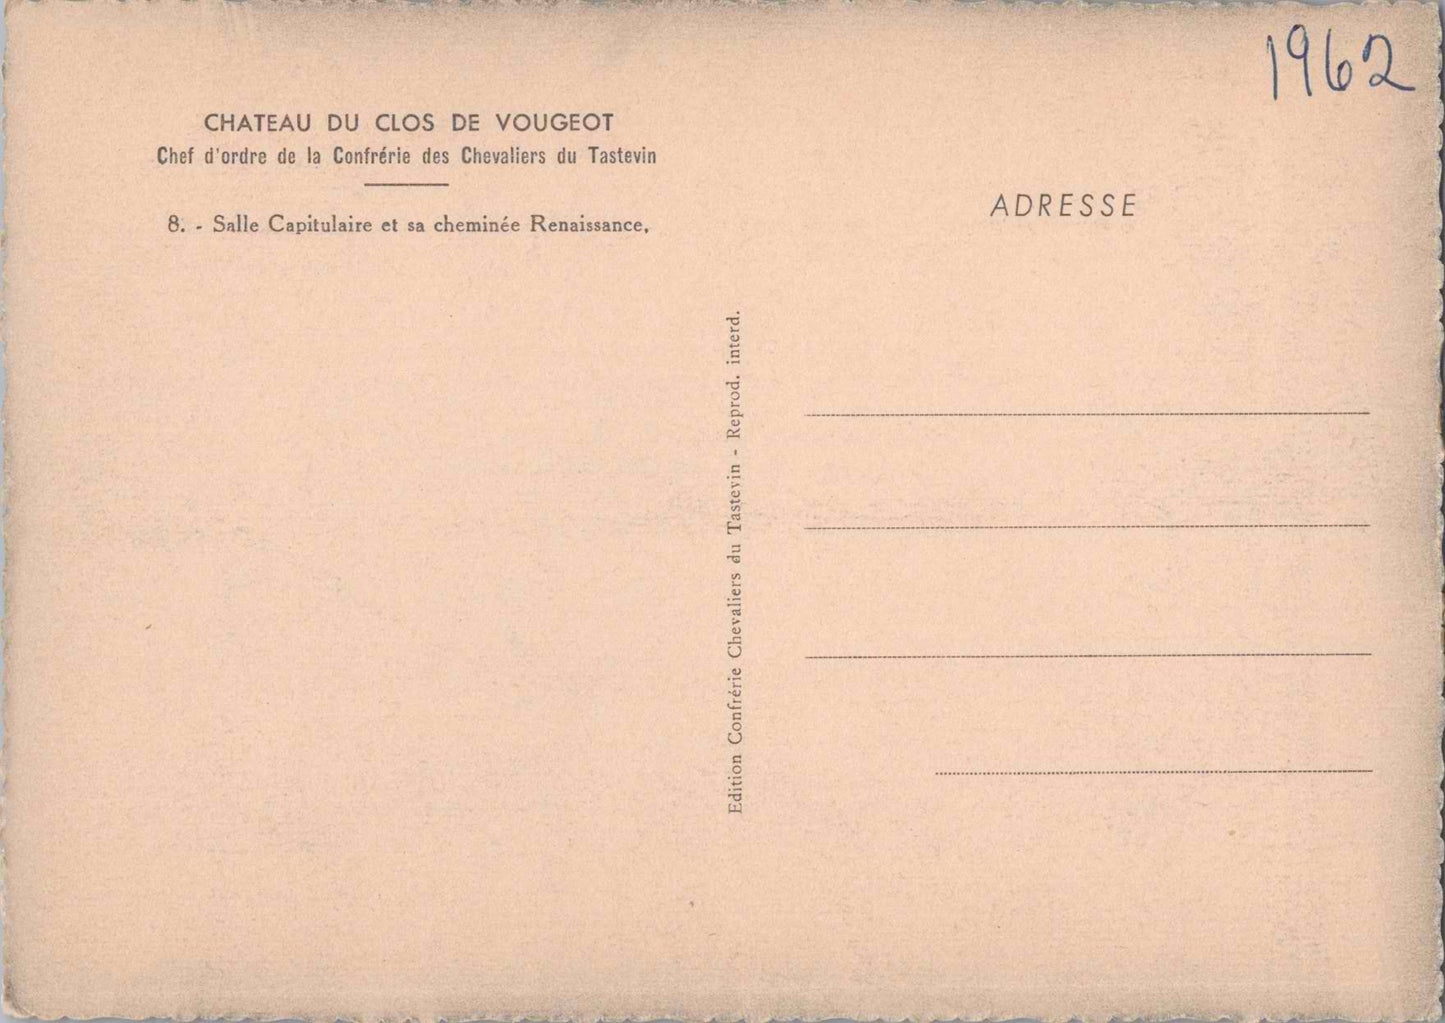 1962
CHATEAU DU CLOS DE VOUGEOT
Chef d'ordre de la Confrérie des Chevaliers du Tastevin
8. - Salle Capitulaire et sa cheminée Renaissance.
Edition Confrérie Chevaliers du Tastevin - Reprod. interd.
ADRESSE